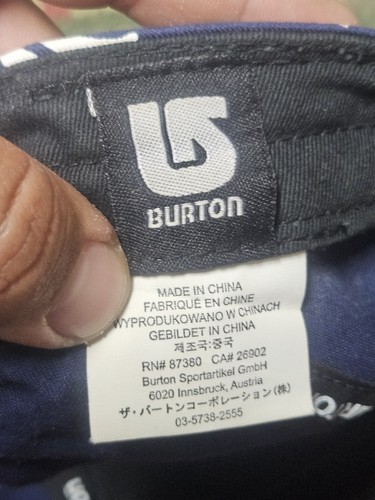 BURTON
MADE IN CHINA
FABRIQUÉ EN CHINE
WYPRODUKOWANO W CHINACH
GEBILDET IN CHINA
제조국:중국
RN# 87380 CA# 26902
Burton Sportartikel GmbH
6020 Innsbruck, Austria
ザ・バートンコーポレーション(株)
03-5738-2555